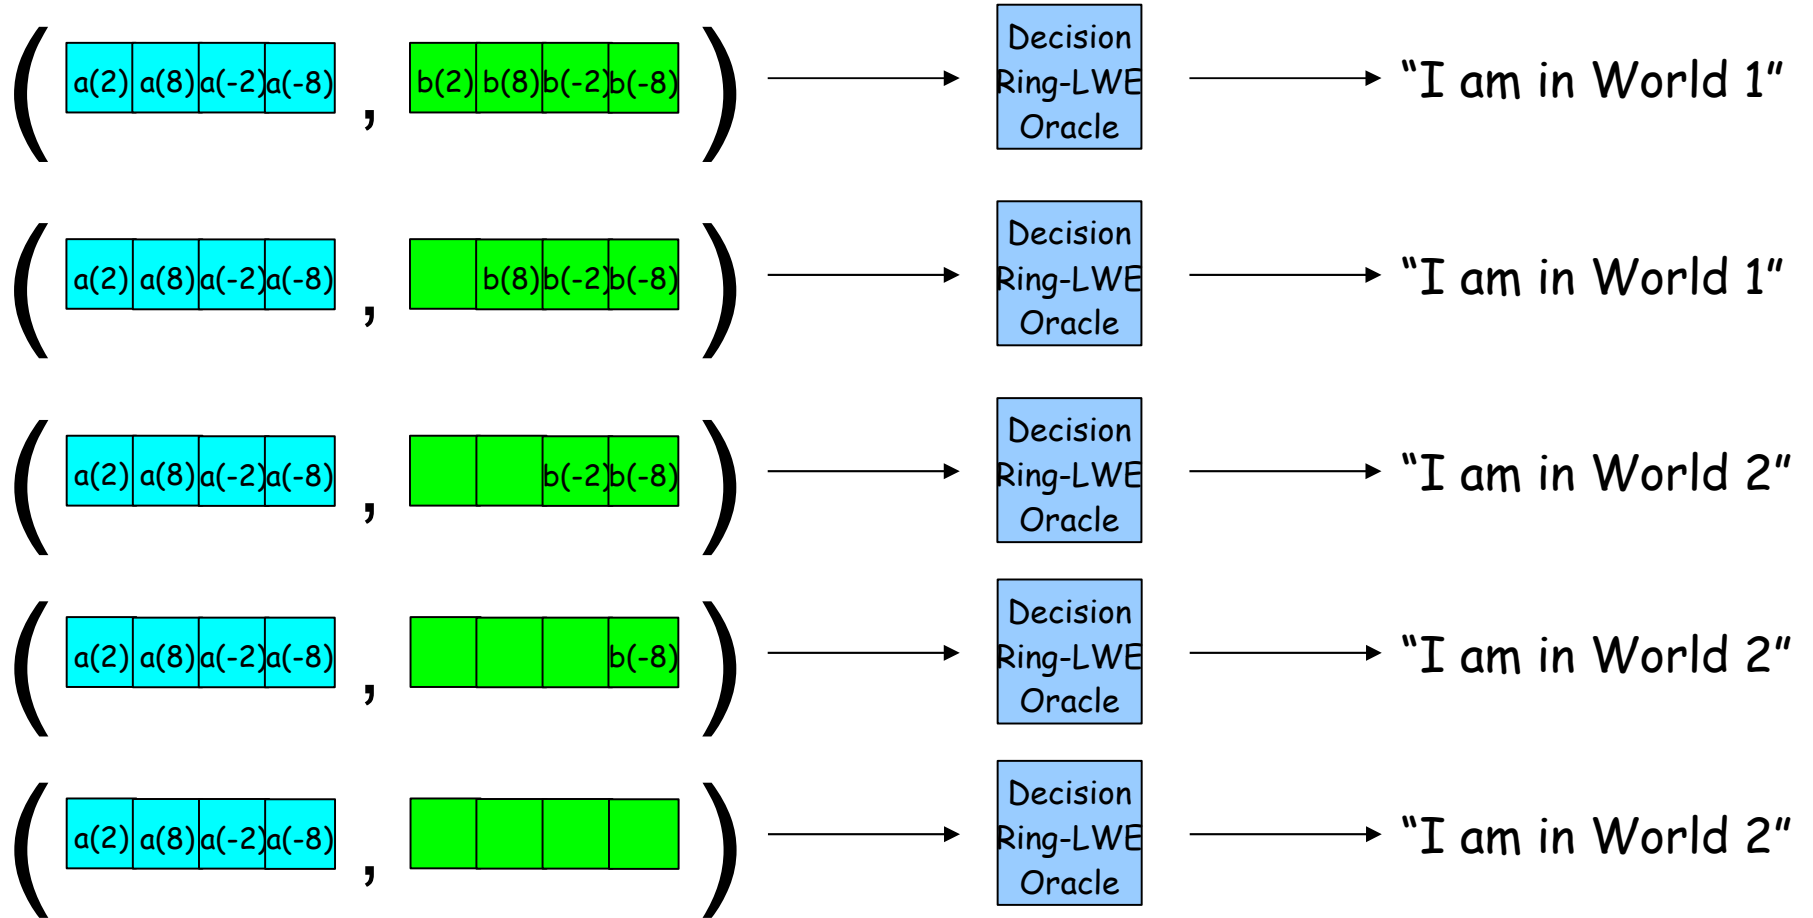 ( a(2) a(8) a(-2) a(-8) , b(2) b(8) b(-2) b(-8) ) Decision Ring-LWE Oracle “I am in World 1”
( a(2) a(8) a(-2) a(-8) , b(8) b(-2) b(-8) ) Decision Ring-LWE Oracle “I am in World 1”
( a(2) a(8) a(-2) a(-8) , b(-2) b(-8) ) Decision Ring-LWE Oracle “I am in World 2”
( a(2) a(8) a(-2) a(-8) , b(-8) ) Decision Ring-LWE Oracle “I am in World 2”
( a(2) a(8) a(-2) a(-8) , ) Decision Ring-LWE Oracle “I am in World 2”